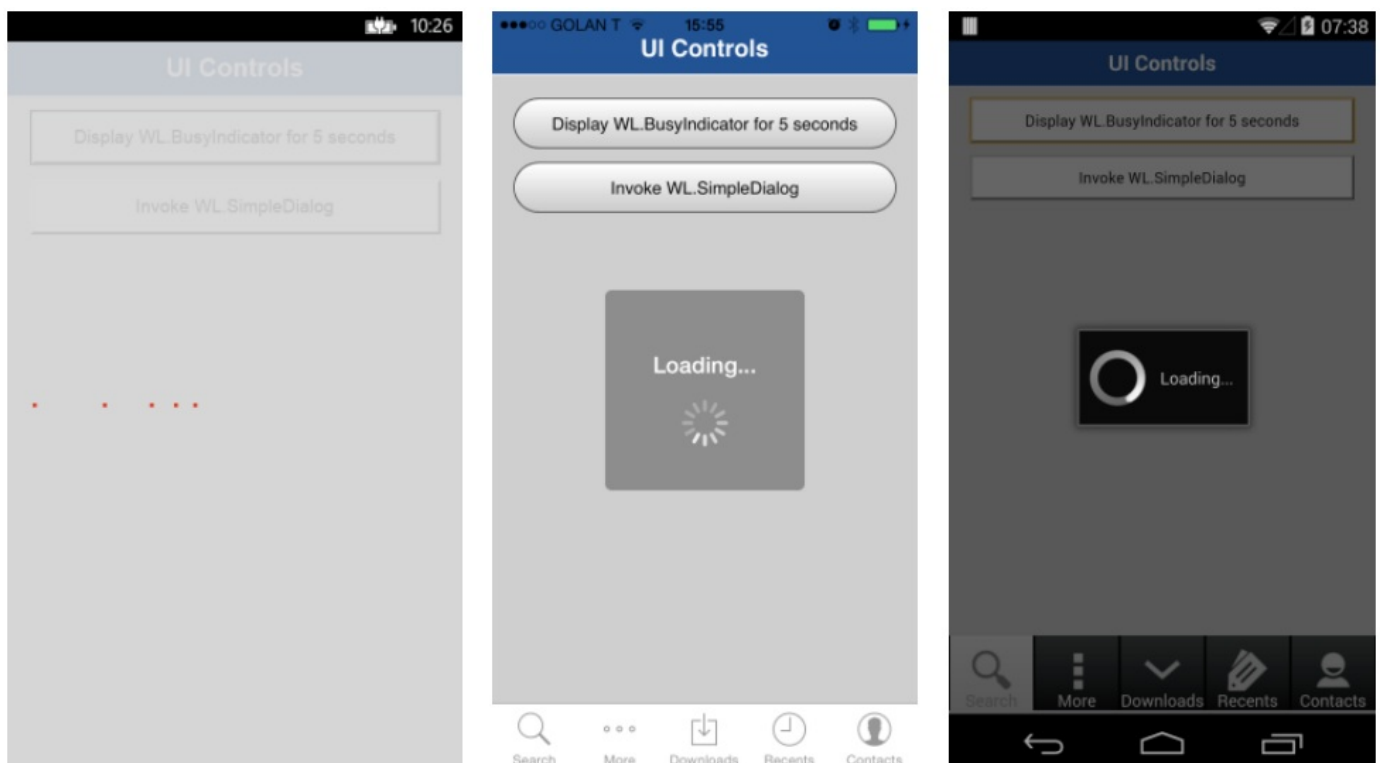 10:26
UI Controls
Display WL.BusyIndicator for 5 seconds
Invoke WL.SimpleDialog
GOLAN T 15:55
UI Controls
Display WL.BusyIndicator for 5 seconds
Invoke WL.SimpleDialog
Loading...
Search More Downloads Recents Contacts
07:38
UI Controls
Display WL.BusyIndicator for 5 seconds
Invoke WL.SimpleDialog
Loading...
Search More Downloads Recents Contacts